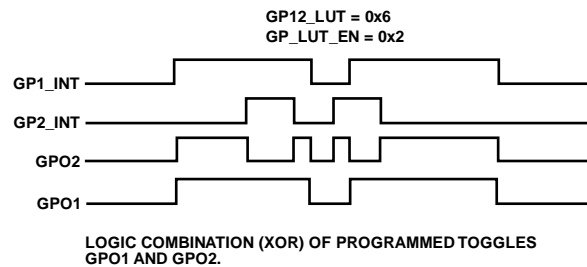 GP12_LUT = 0x6
GP_LUT_EN = 0x2
GP1_INT
GP2_INT
GPO2
GPO1
LOGIC COMBINATION (XOR) OF PROGRAMMED TOGGLES
GPO1 AND GPO2.